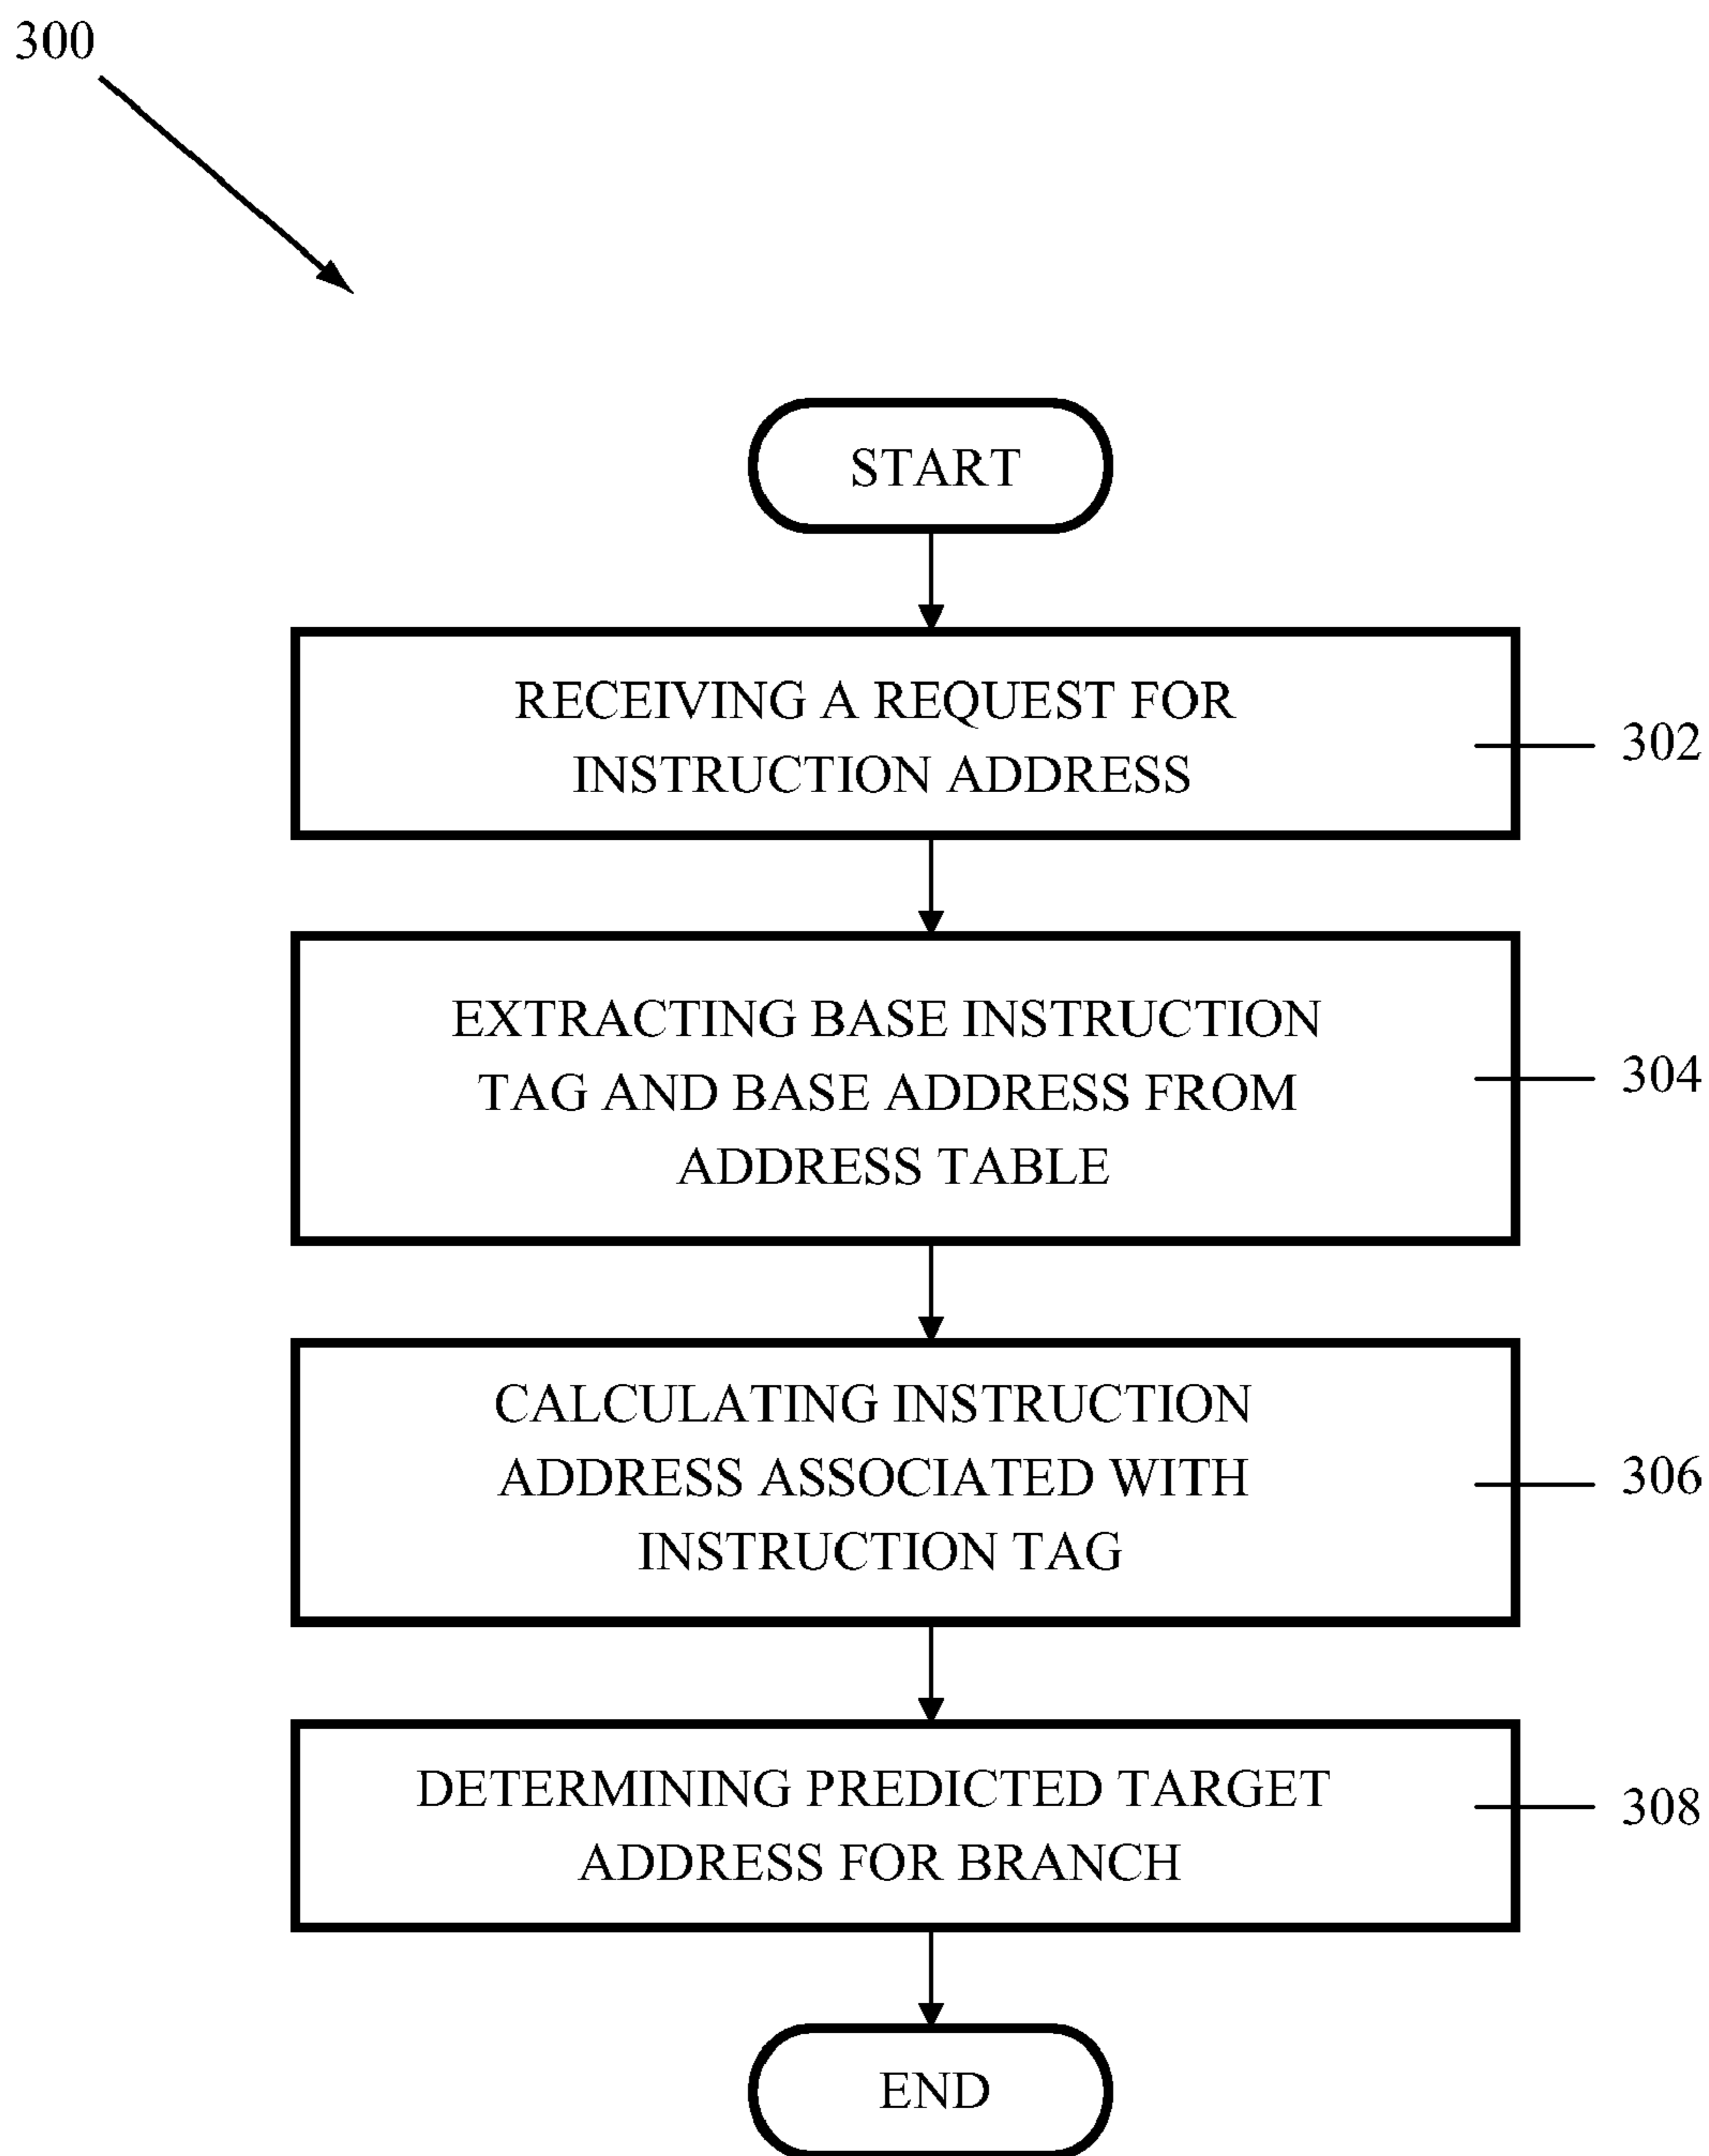 300
START
RECEIVING A REQUEST FOR
INSTRUCTION ADDRESS
302
EXTRACTING BASE INSTRUCTION
TAG AND BASE ADDRESS FROM
ADDRESS TABLE
304
CALCULATING INSTRUCTION
ADDRESS ASSOCIATED WITH
INSTRUCTION TAG
306
DETERMINING PREDICTED TARGET
ADDRESS FOR BRANCH
308
END